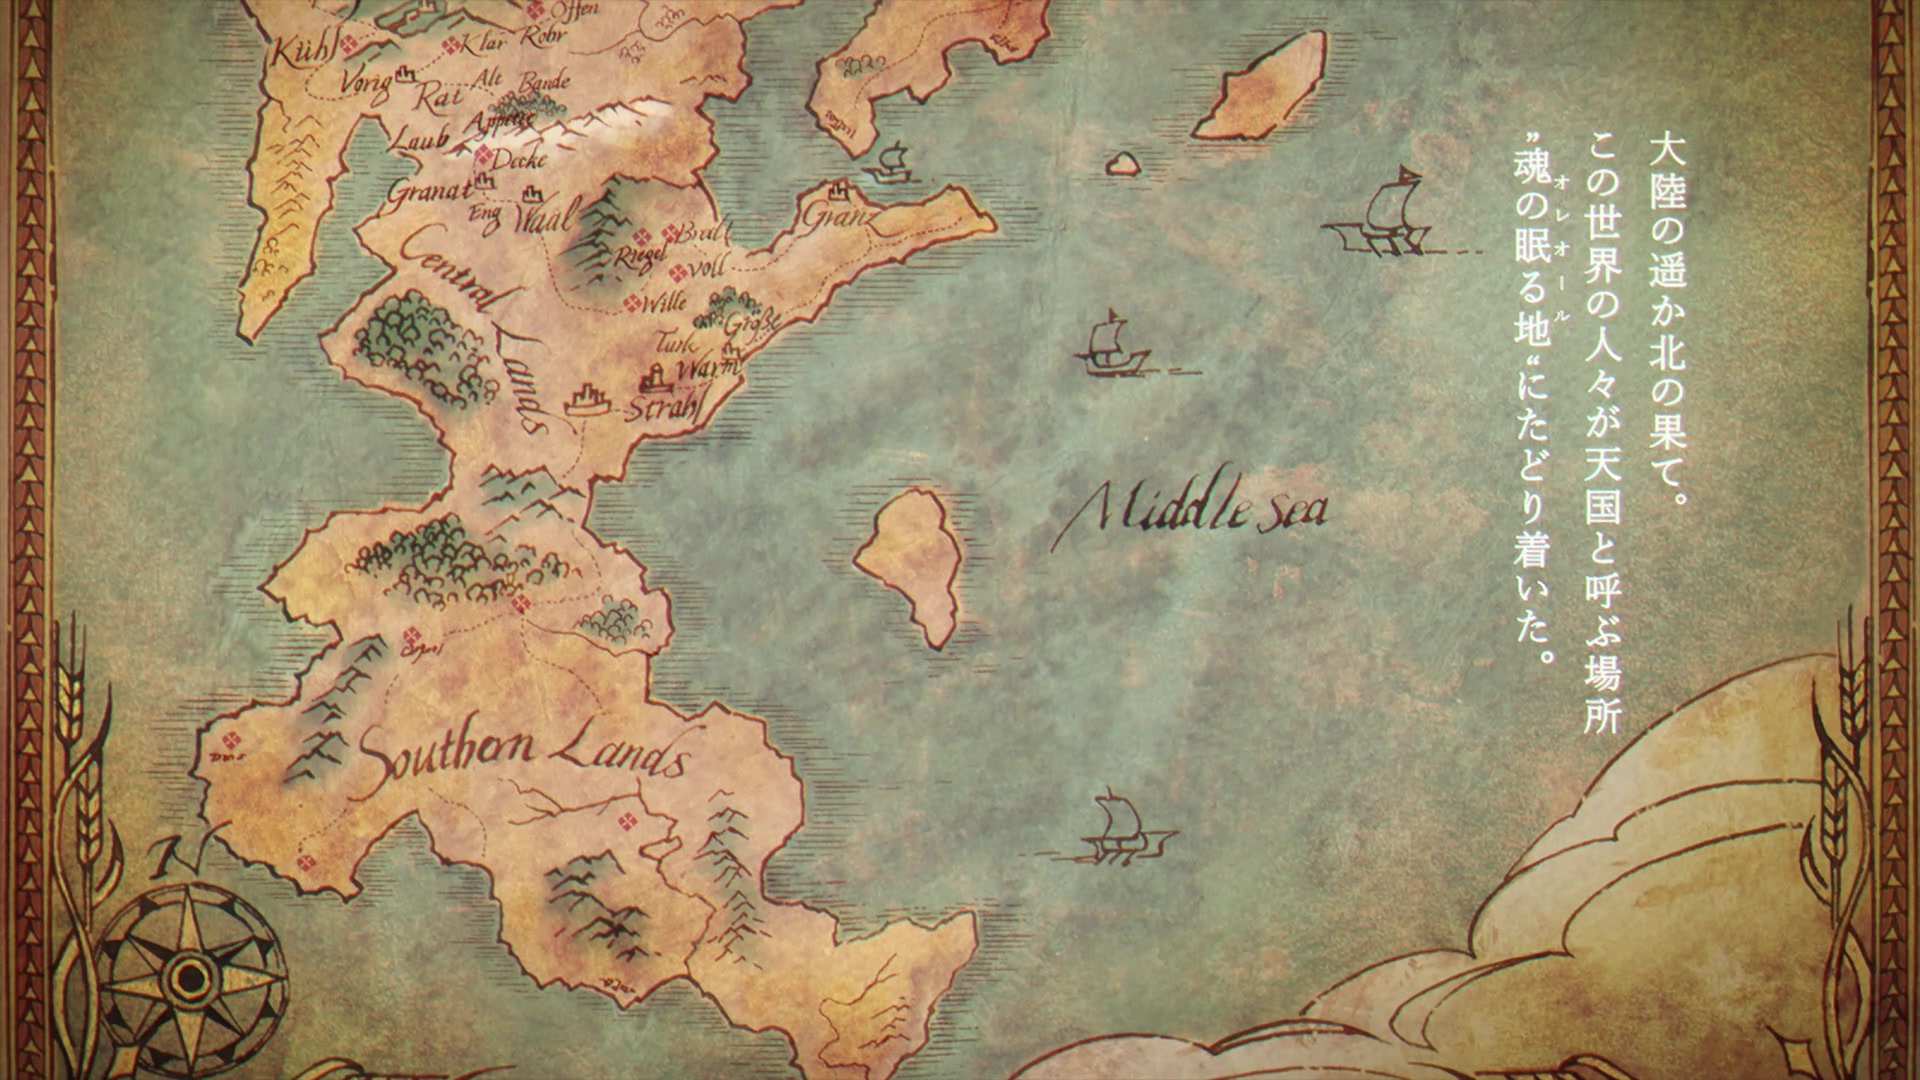 大陸の遥か北の果て。
この世界の人々が天国と呼ぶ場所
〝魂の眠る地〟にたどり着いた。
オレオール
Offen
Kühl
Klar
Rohr
Vorig
Rat
Alt
Bande
Appetit
Laub
Decke
Granat
Eng
Waal
Granz
Breit
Riegel
Voll
Central Lands
Wille
Große
Turk
Warm
Strahl
Middle Sea
Southern Lands
N